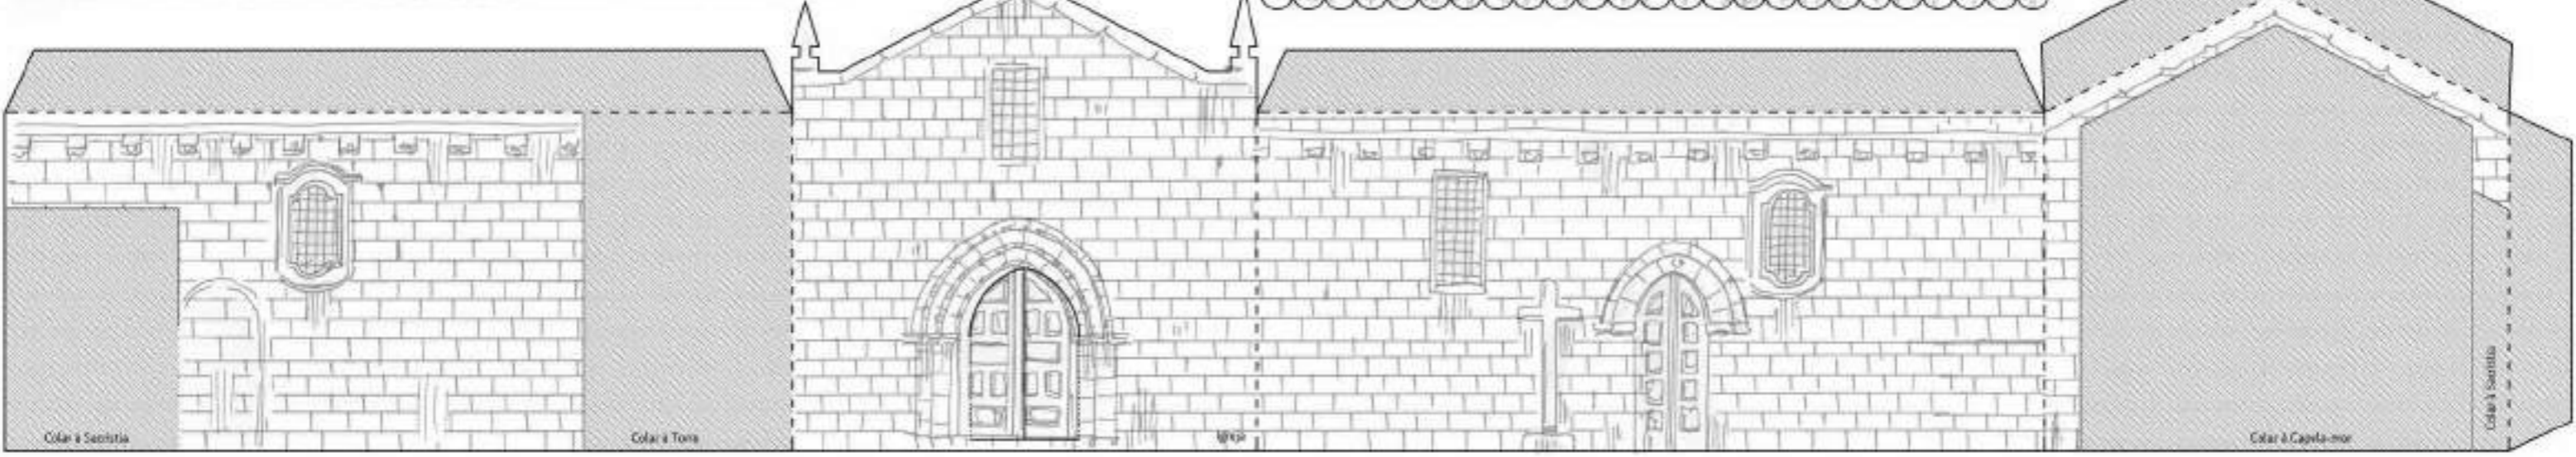 Colar à Sacristia
Colar à Torre
Igreja
Colar à Capela-mor
Colar à Sacristia